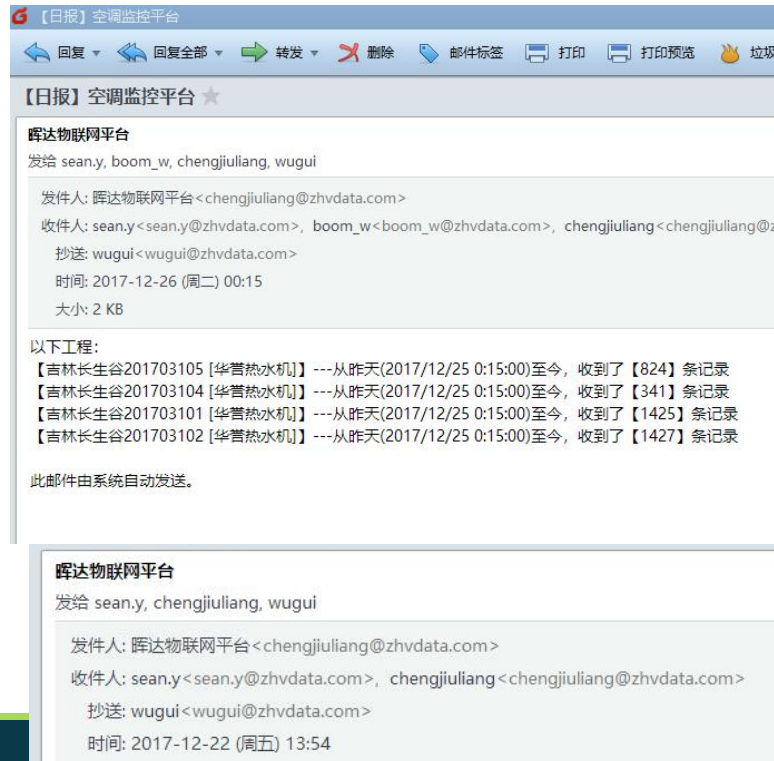 【日报】空调监控平台
回复 回复全部 转发 删除 邮件标签 打印 打印预览
【日报】空调监控平台
晖达物联网平台
发给 sean.y, boom_w, chengjiuliang, wugui
发件人: 晖达物联网平台<chengjiuliang@zhvdata.com>
收件人: sean.y<sean.y@zhvdata.com>, boom_w<boom_w@zhvdata.com>, chengjiuliang<chengjiuliang@
抄送: wugui<wugui@zhvdata.com>
时间: 2017-12-26 (周二) 00:15
大小: 2 KB
以下工程:
【吉林长生谷201703105 [华誉热水机]】---从昨天(2017/12/25 0:15:00)至今，收到了【824】条记录
【吉林长生谷201703104 [华誉热水机]】---从昨天(2017/12/25 0:15:00)至今，收到了【341】条记录
【吉林长生谷201703101 [华誉热水机]】---从昨天(2017/12/25 0:15:00)至今，收到了【1425】条记录
【吉林长生谷201703102 [华誉热水机]】---从昨天(2017/12/25 0:15:00)至今，收到了【1427】条记录
此邮件由系统自动发送。
晖达物联网平台
发给 sean.y, chengjiuliang, wugui
发件人: 晖达物联网平台<chengjiuliang@zhvdata.com>
收件人: sean.y<sean.y@zhvdata.com>, chengjiuliang<chengjiuliang@zhvdata.com>
抄送: wugui<wugui@zhvdata.com>
时间: 2017-12-22 (周五) 13:54